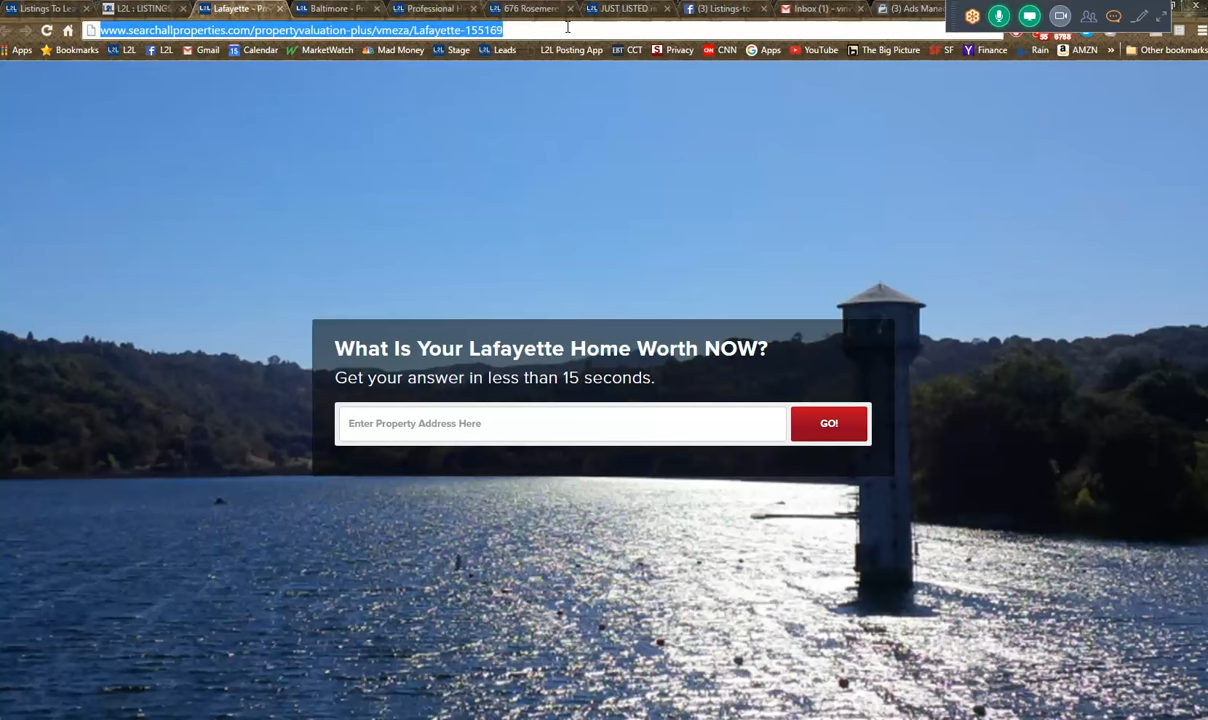 Listings To Le
L2L : LISTINGS
Lafayette - Pr
Baltimore - Pr
Professional H
676 Rosemer
JUST LISTED
(3) Listings-to
Inbox (1) - vm
(3) Ads Man
www.searchallproperties.com/propertyvaluation-plus/vmeza/Lafayette-155169
Apps Bookmarks L2L L2L Gmail Calendar MarketWatch Mad Money Stage Leads L2L Posting App CCT Privacy CNN Apps YouTube The Big Picture SF Finance Rain AMZN » Other bookmarks
What Is Your Lafayette Home Worth NOW?
Get your answer in less than 15 seconds.
Enter Property Address Here
GO!